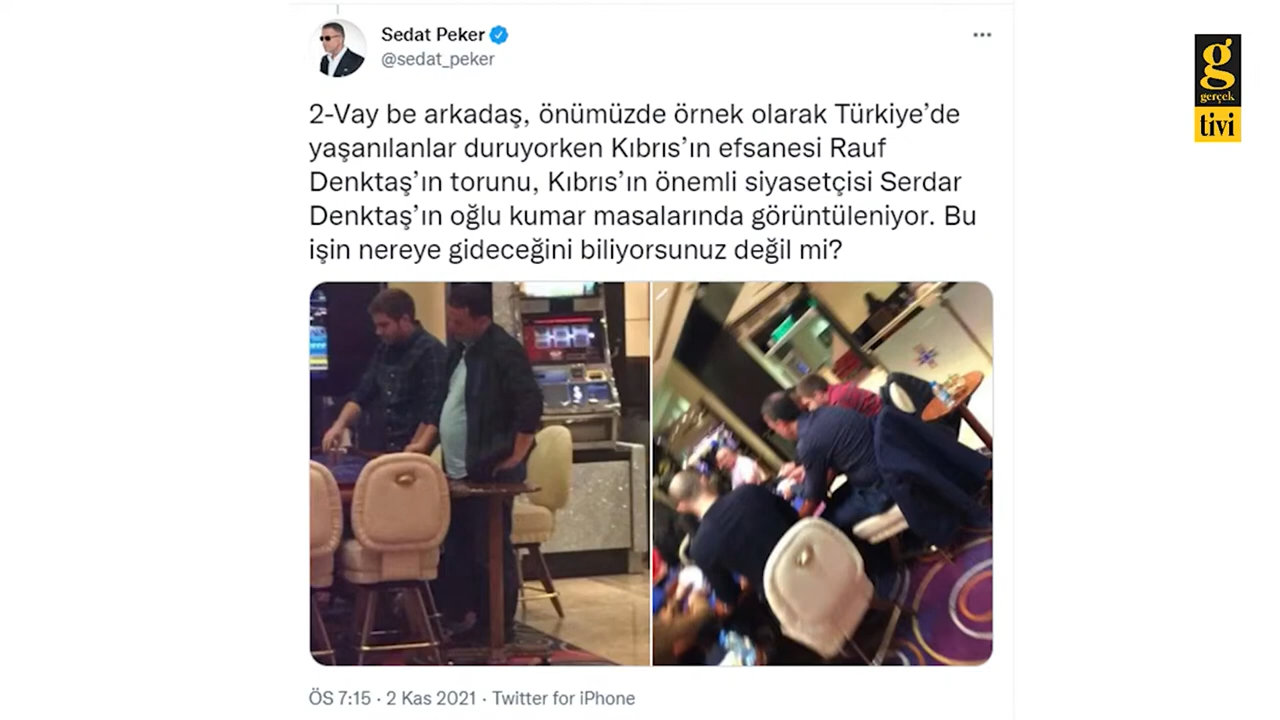 Sedat Peker
@sedat_peker
2-Vay be arkadaş, önümüzde örnek olarak Türkiye’de
yaşanılanlar duruyorken Kıbrıs’ın efsanesi Rauf
Denktaş’ın torunu, Kıbrıs’ın önemli siyasetçisi Serdar
Denktaş’ın oğlu kumar masalarında görüntüleniyor. Bu
işin nereye gideceğini biliyorsunuz değil mi?
ÖS 7:15 · 2 Kas 2021 · Twitter for iPhone
g
gerçek
tivi